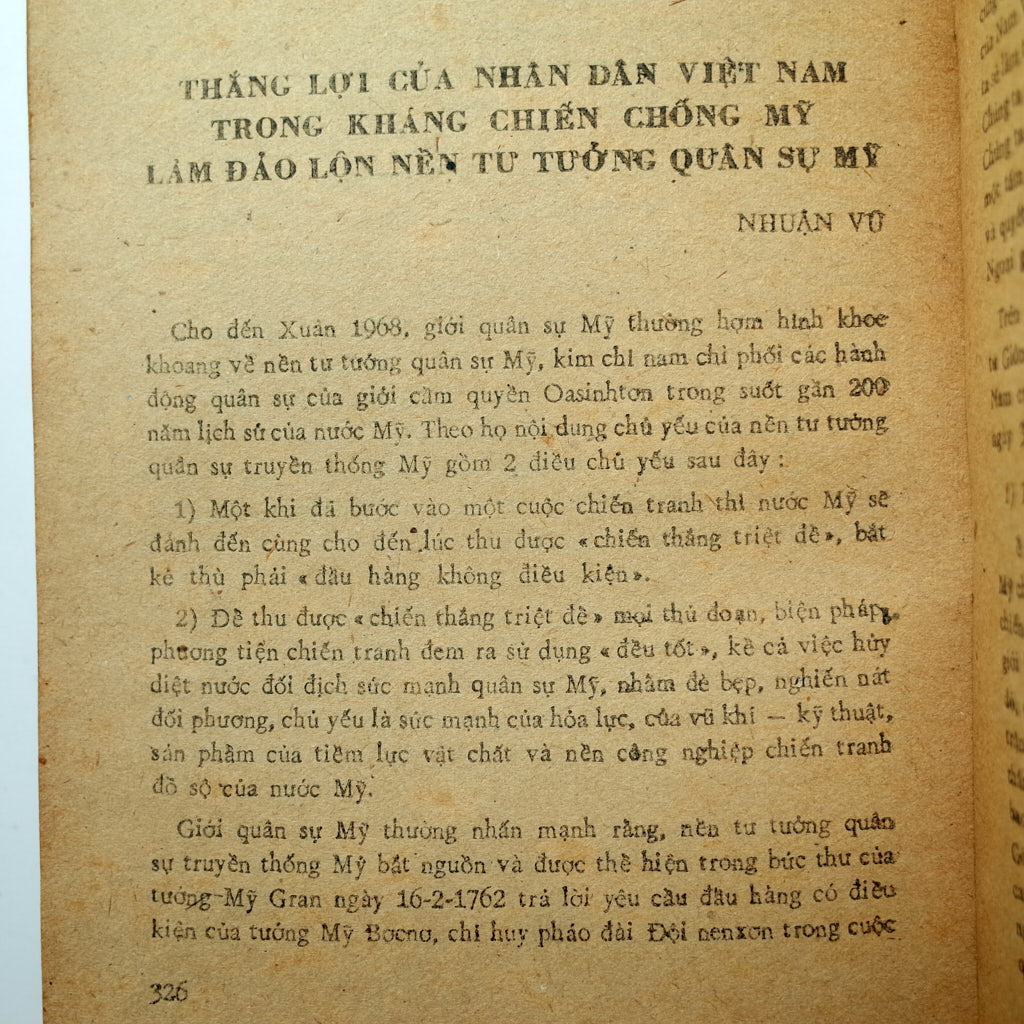 THẮNG LỢI CỦA NHÂN DÂN VIỆT NAM
TRONG KHÁNG CHIẾN CHỐNG MỸ
LÀM ĐẢO LỘN NỀN TƯ TƯỞNG QUÂN SỰ MỸ
NHUẬN VŨ
Cho đến Xuân 1968, giới quân sự Mỹ thường hợm hĩnh khoe
khoang về nền tư tưởng quân sự Mỹ, kim chỉ nam chi phối các hành
động quân sự của giới cầm quyền Oasinhtơn trong suốt gần 200
năm lịch sử của nước Mỹ. Theo họ nội dung chủ yếu của nền tư tưởng
quân sự truyền thống Mỹ gồm 2 điều chủ yếu sau đây :
1) Một khi đã bước vào một cuộc chiến tranh thì nước Mỹ sẽ
đánh đến cùng cho đến lúc thu được « chiến thắng triệt để », bắt
kẻ thù phải « đầu hàng không điều kiện ».
2) Để thu được « chiến thắng triệt để » mọi thủ đoạn, biện pháp,
phương tiện chiến tranh đem ra sử dụng « đều tốt », kể cả việc hủy
diệt nước đối địch sức mạnh quân sự Mỹ, nhằm đè bẹp, nghiến nát
đối phương, chủ yếu là sức mạnh của hỏa lực, của vũ khí — kỹ thuật,
sản phẩm của tiềm lực vật chất và nền công nghiệp chiến tranh
đồ sộ của nước Mỹ.
Giới quân sự Mỹ thường nhấn mạnh rằng, nền tư tưởng quân
sự truyền thống Mỹ bắt nguồn và được thể hiện trong bức thư của
tướng Mỹ Gran ngày 16-2-1762 trả lời yêu cầu đầu hàng có điều
kiện của tướng Mỹ chỉ huy pháo đài trong cuộc
326